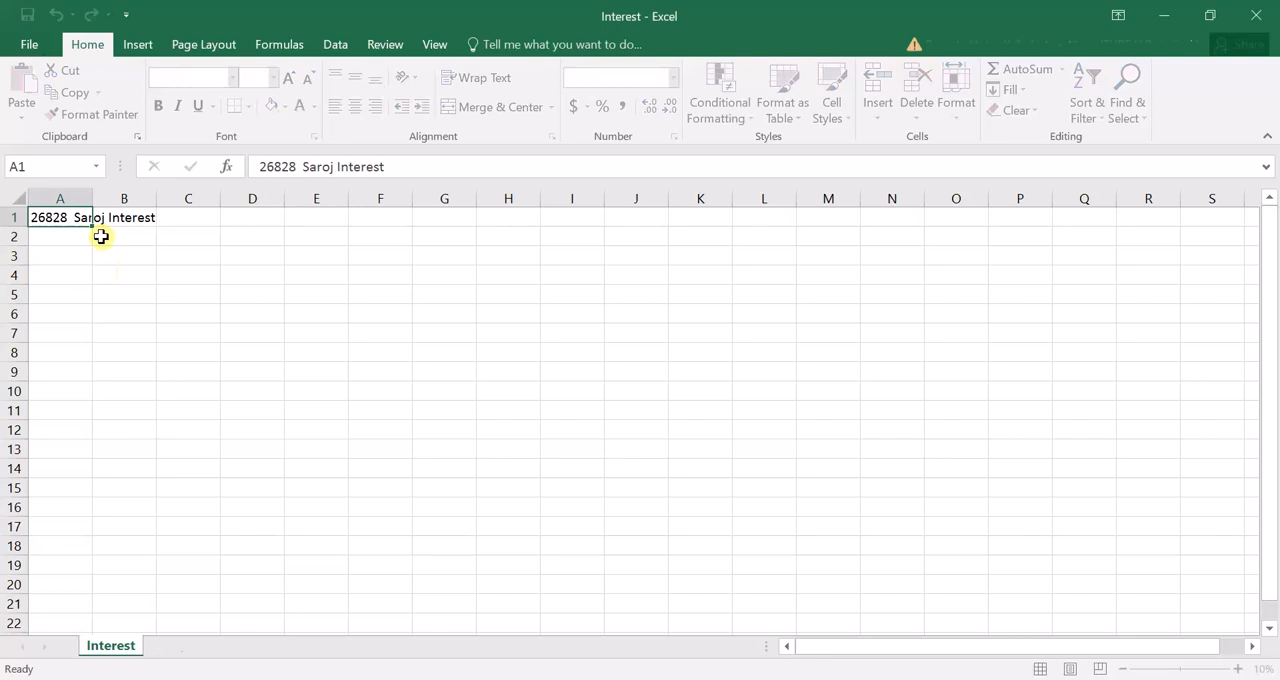 Interest - Excel
File Home Insert Page Layout Formulas Data Review View Tell me what you want to do...
Paste Cut Copy Format Painter
B I U
Wrap Text
Merge & Center
$ % ,
Conditional Formatting Format as Table Cell Styles
Insert Delete Format
AutoSum Fill Clear
Sort & Filter Find & Select
Clipboard Font Alignment Number Styles Cells Editing
A1 fx 26828 Saroj Interest
A B C D E F G H I J K L M N O P Q R S
1 26828 Saroj Interest
2
3
4
5
6
7
8
9
10
11
12
13
14
15
16
17
18
19
20
21
22
Interest
Ready 10%